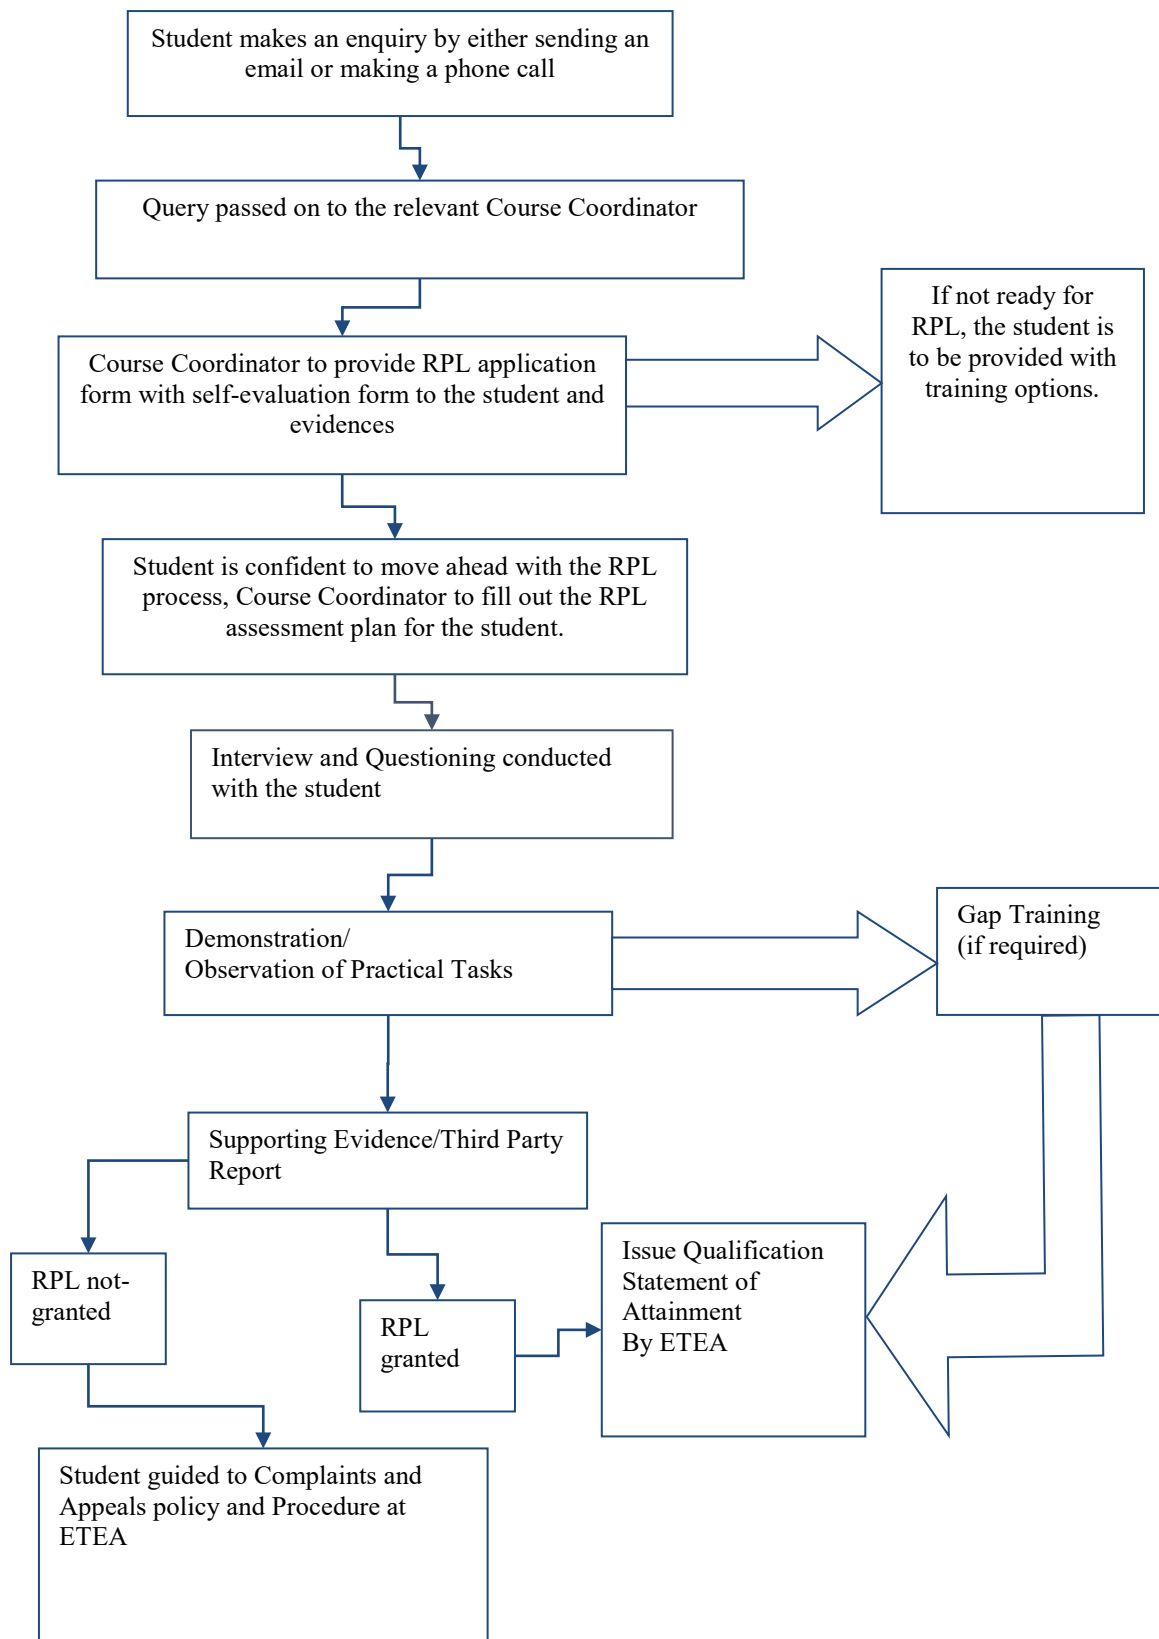 Student makes an enquiry by either sending an
email or making a phone call
Query passed on to the relevant Course Coordinator
If not ready for
RPL, the student is
to be provided with
training options.
Course Coordinator to provide RPL application
form with self-evaluation form to the student and
evidences
Student is confident to move ahead with the RPL
process, Course Coordinator to fill out the RPL
assessment plan for the student.
Interview and Questioning conducted
with the student
Demonstration/
Observation of Practical Tasks
Gap Training
(if required)
Supporting Evidence/Third Party
Report
RPL not-
granted
RPL
granted
Issue Qualification
Statement of
Attainment
By ETEA
Student guided to Complaints and
Appeals policy and Procedure at
ETEA